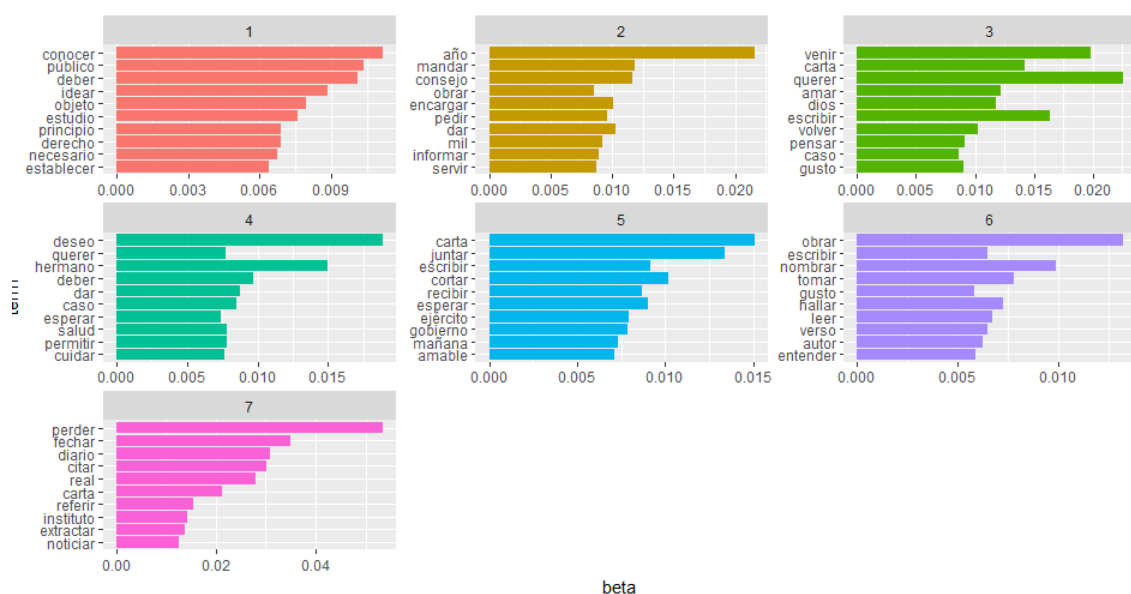 1
conocer
público
deber
idear
objeto
estudio
principio
derecho
necesario
establecer
0.000 0.003 0.006 0.009
2
año
mandar
consejo
obrar
encargar
pedir
dar
mil
informar
servir
0.000 0.005 0.010 0.015 0.020
3
venir
carta
querer
amar
dios
escribir
volver
pensar
caso
gusto
0.000 0.005 0.010 0.015 0.020
4
deseo
querer
hermano
deber
dar
caso
esperar
salud
permitir
cuidar
0.000 0.005 0.010 0.015
5
carta
juntar
escribir
cortar
recibir
esperar
ejército
gobierno
mañana
amable
0.000 0.005 0.010 0.015
6
obrar
escribir
nombrar
tomar
gusto
hallar
leer
verso
autor
entender
0.000 0.005 0.010
7
perder
fechar
diario
citar
real
carta
referir
instituto
extractar
noticiar
0.00 0.02 0.04
term
beta